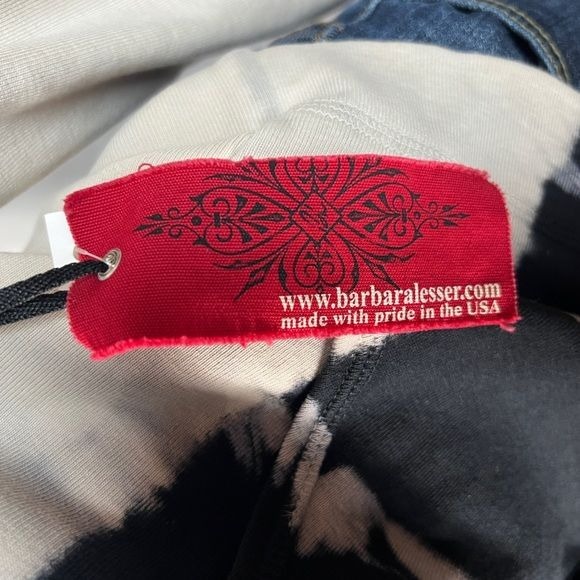 www.barbaralesser.com
made with pride in the USA